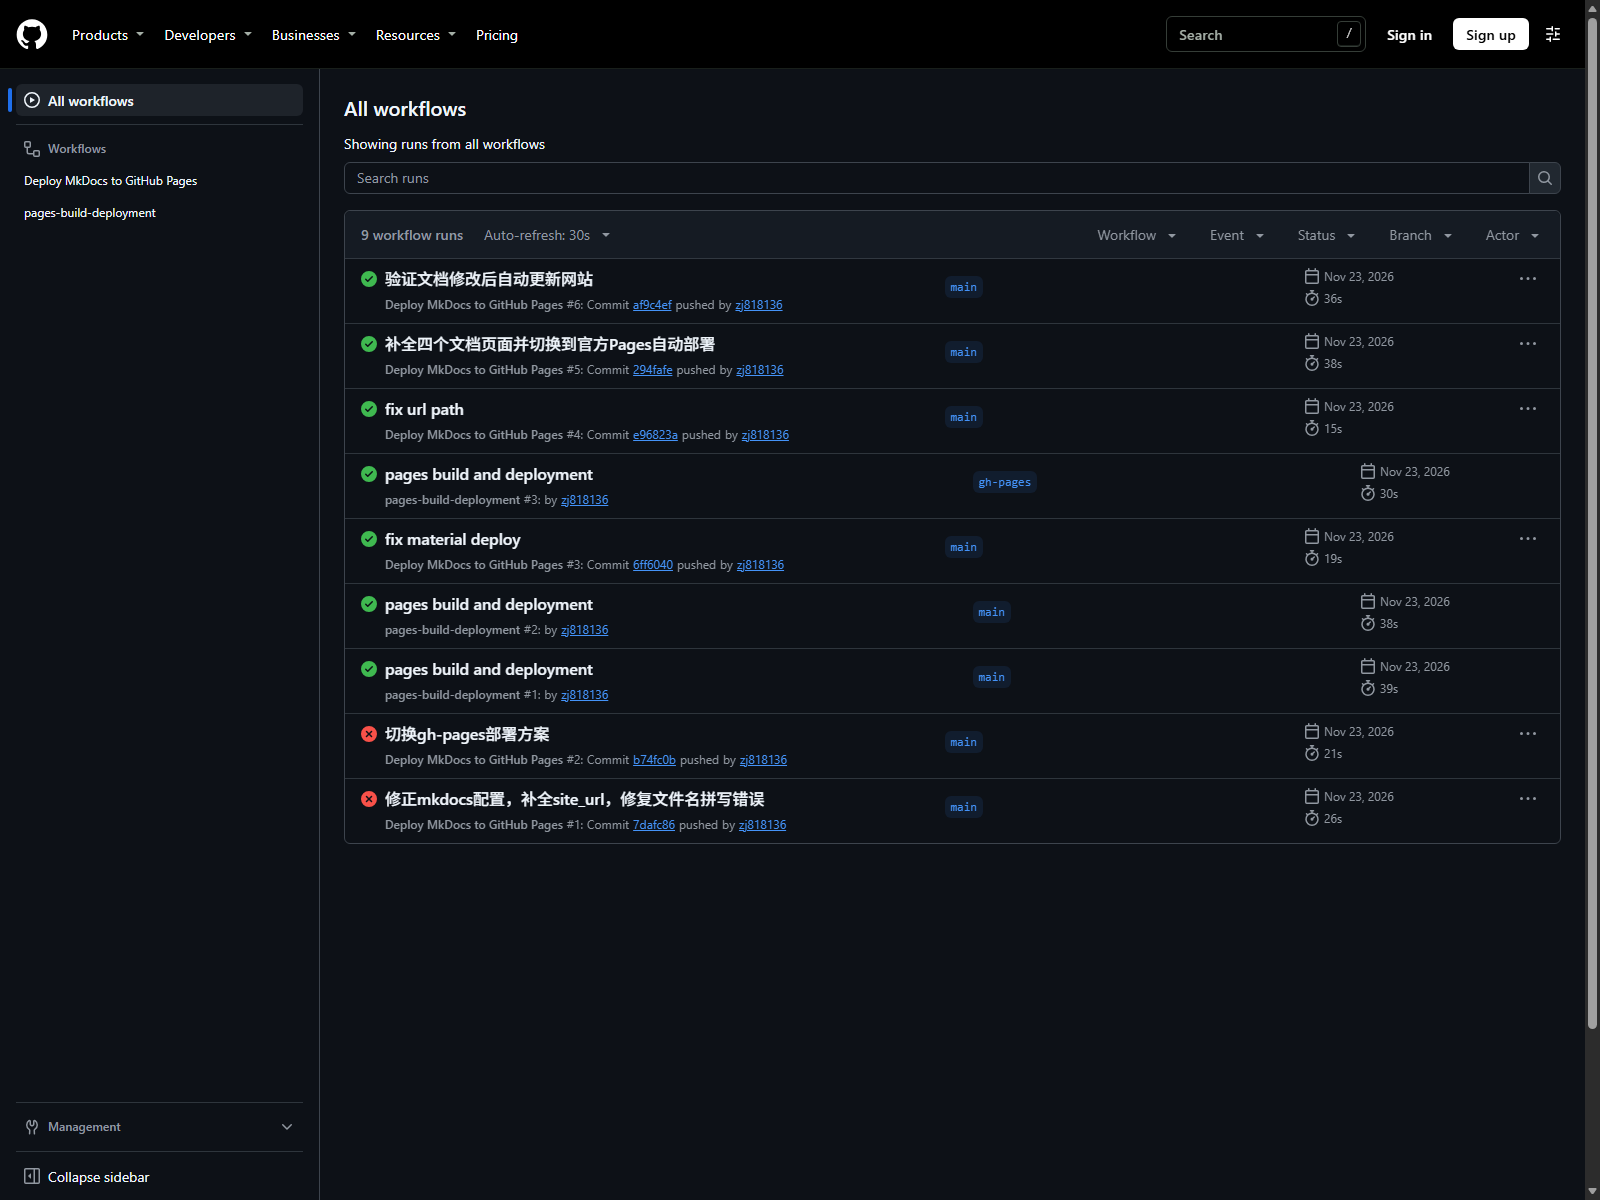 Products Developers Businesses Resources Pricing Search / Sign in Sign up
All workflows
Workflows
Deploy MkDocs to GitHub Pages
pages-build-deployment
Management
Collapse sidebar
All workflows
Showing runs from all workflows
Search runs
9 workflow runs Auto-refresh: 30s Workflow Event Status Branch Actor
验证文档修改后自动更新网站
Deploy MkDocs to GitHub Pages #6: Commit af9c4ef pushed by zj818136
main
Nov 23, 2026
36s
补全四个文档页面并切换到官方Pages自动部署
Deploy MkDocs to GitHub Pages #5: Commit 294fafe pushed by zj818136
main
Nov 23, 2026
38s
fix url path
Deploy MkDocs to GitHub Pages #4: Commit e96823a pushed by zj818136
main
Nov 23, 2026
15s
pages build and deployment
pages-build-deployment #3: by zj818136
gh-pages
Nov 23, 2026
30s
fix material deploy
Deploy MkDocs to GitHub Pages #3: Commit 6ff6040 pushed by zj818136
main
Nov 23, 2026
19s
pages build and deployment
pages-build-deployment #2: by zj818136
main
Nov 23, 2026
38s
pages build and deployment
pages-build-deployment #1: by zj818136
main
Nov 23, 2026
39s
切换gh-pages部署方案
Deploy MkDocs to GitHub Pages #2: Commit b74fc0b pushed by zj818136
main
Nov 23, 2026
21s
修正mkdocs配置，补全site_url，修复文件名拼写错误
Deploy MkDocs to GitHub Pages #1: Commit 7dafc86 pushed by zj818136
main
Nov 23, 2026
26s